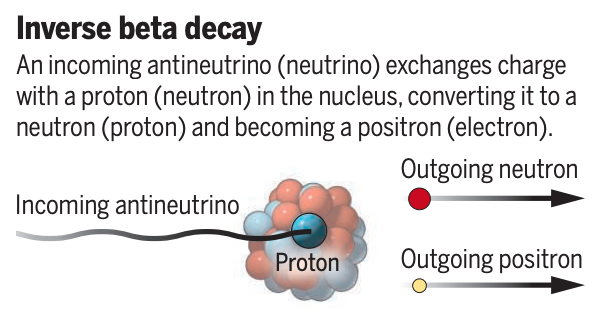 Inverse beta decay
An incoming antineutrino (neutrino) exchanges charge
with a proton (neutron) in the nucleus, converting it to a
neutron (proton) and becoming a positron (electron).
Outgoing neutron
Incoming antineutrino
Proton
Outgoing positron